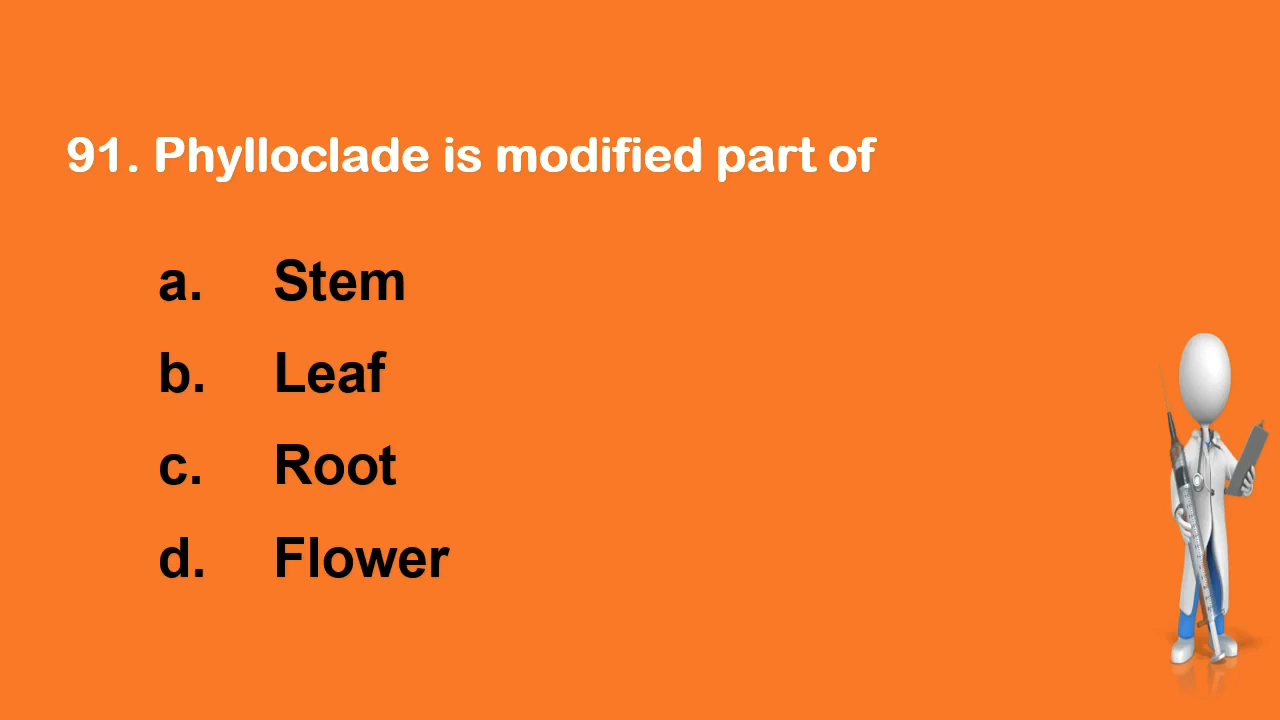 91. Phylloclade is modified part of
a. Stem
b. Leaf
c. Root
d. Flower